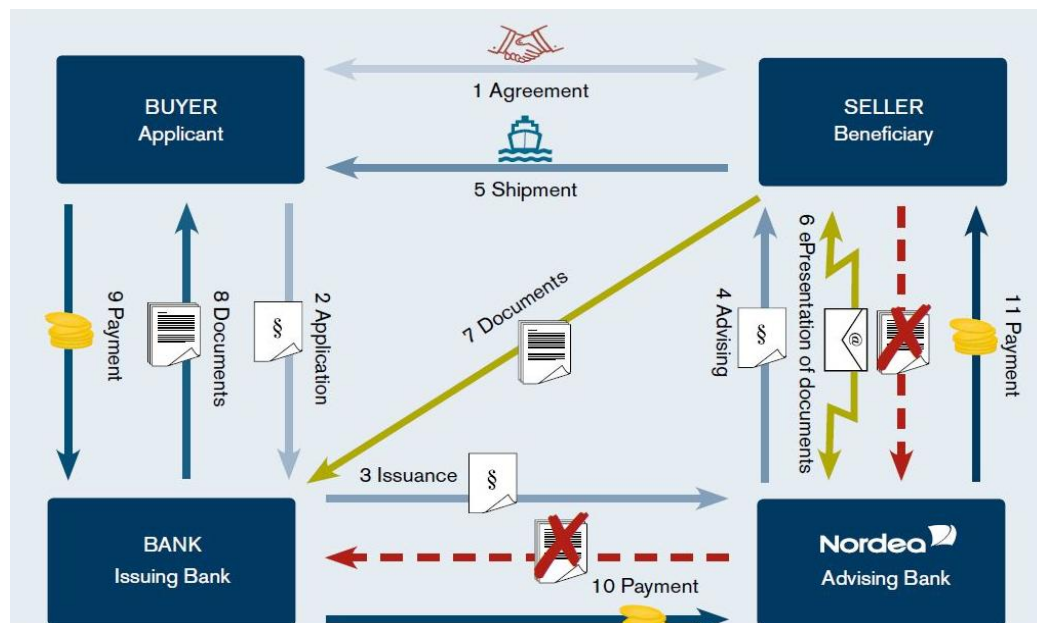 BUYER
Applicant
1 Agreement
SELLER
Beneficiary
5 Shipment
9 Payment
8 Documents
§
2 Application
7 Documents
4 Advising
§
6 ePresentation of documents
@
11 Payment
3 Issuance
§
BANK
Issuing Bank
10 Payment
Nordea
Advising Bank